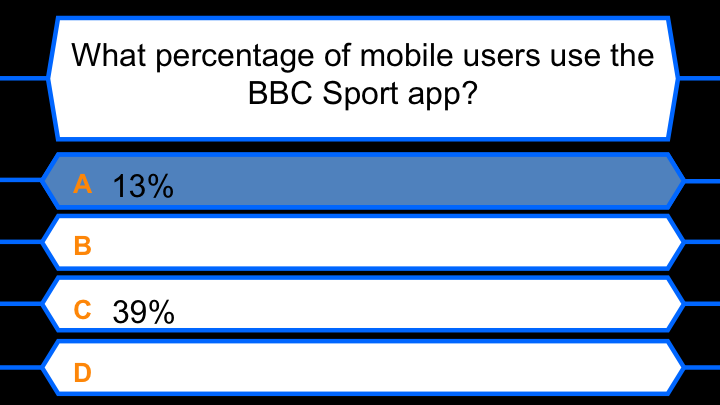 What percentage of mobile users use the
BBC Sport app?
A 13%
B
C 39%
D